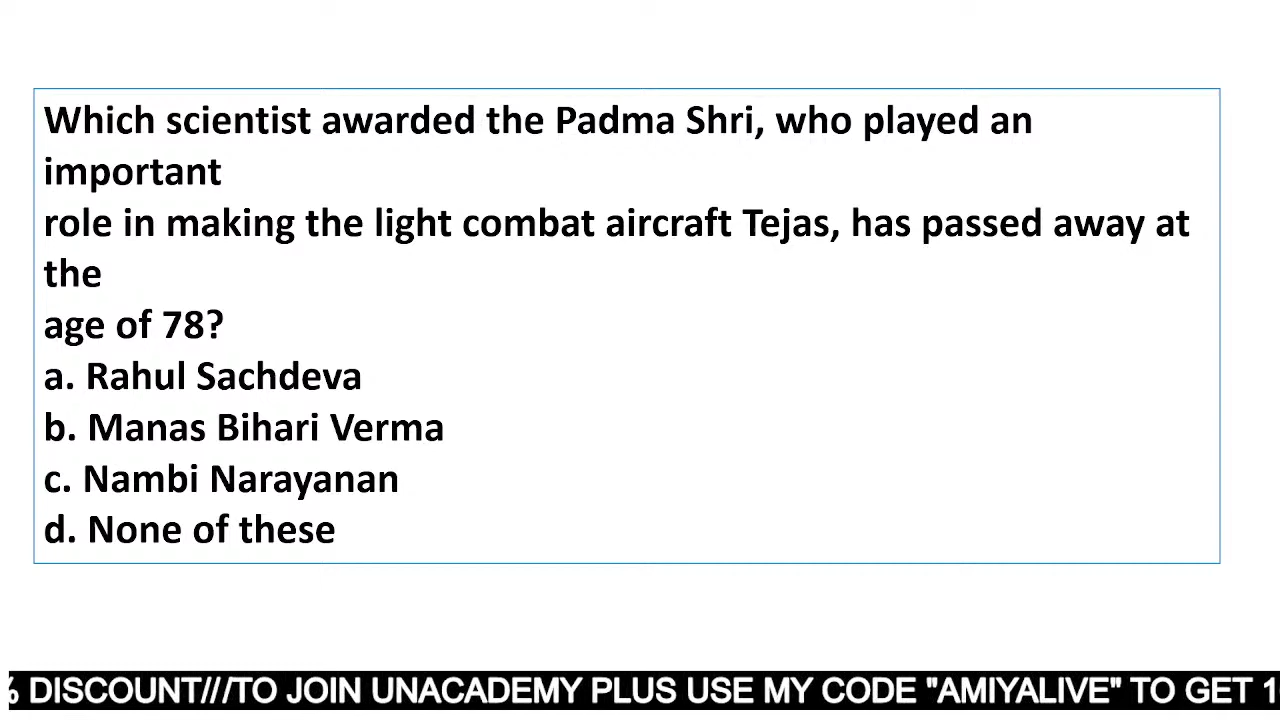 Which scientist awarded the Padma Shri, who played an
important
role in making the light combat aircraft Tejas, has passed away at
the
age of 78?
a. Rahul Sachdeva
b. Manas Bihari Verma
c. Nambi Narayanan
d. None of these
% DISCOUNT///TO JOIN UNACADEMY PLUS USE MY CODE "AMIYALIVE" TO GET 1